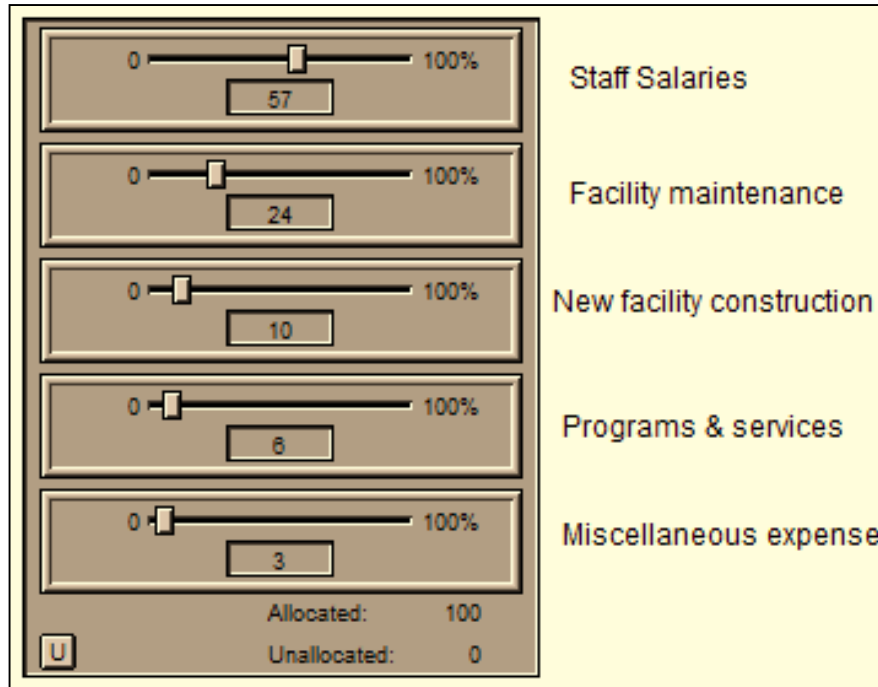 0 100%
57
Staff Salaries
0 100%
24
Facility maintenance
0 100%
10
New facility construction
0 100%
6
Programs & services
0 100%
3
Miscellaneous expense
Allocated: 100
U
Unallocated: 0